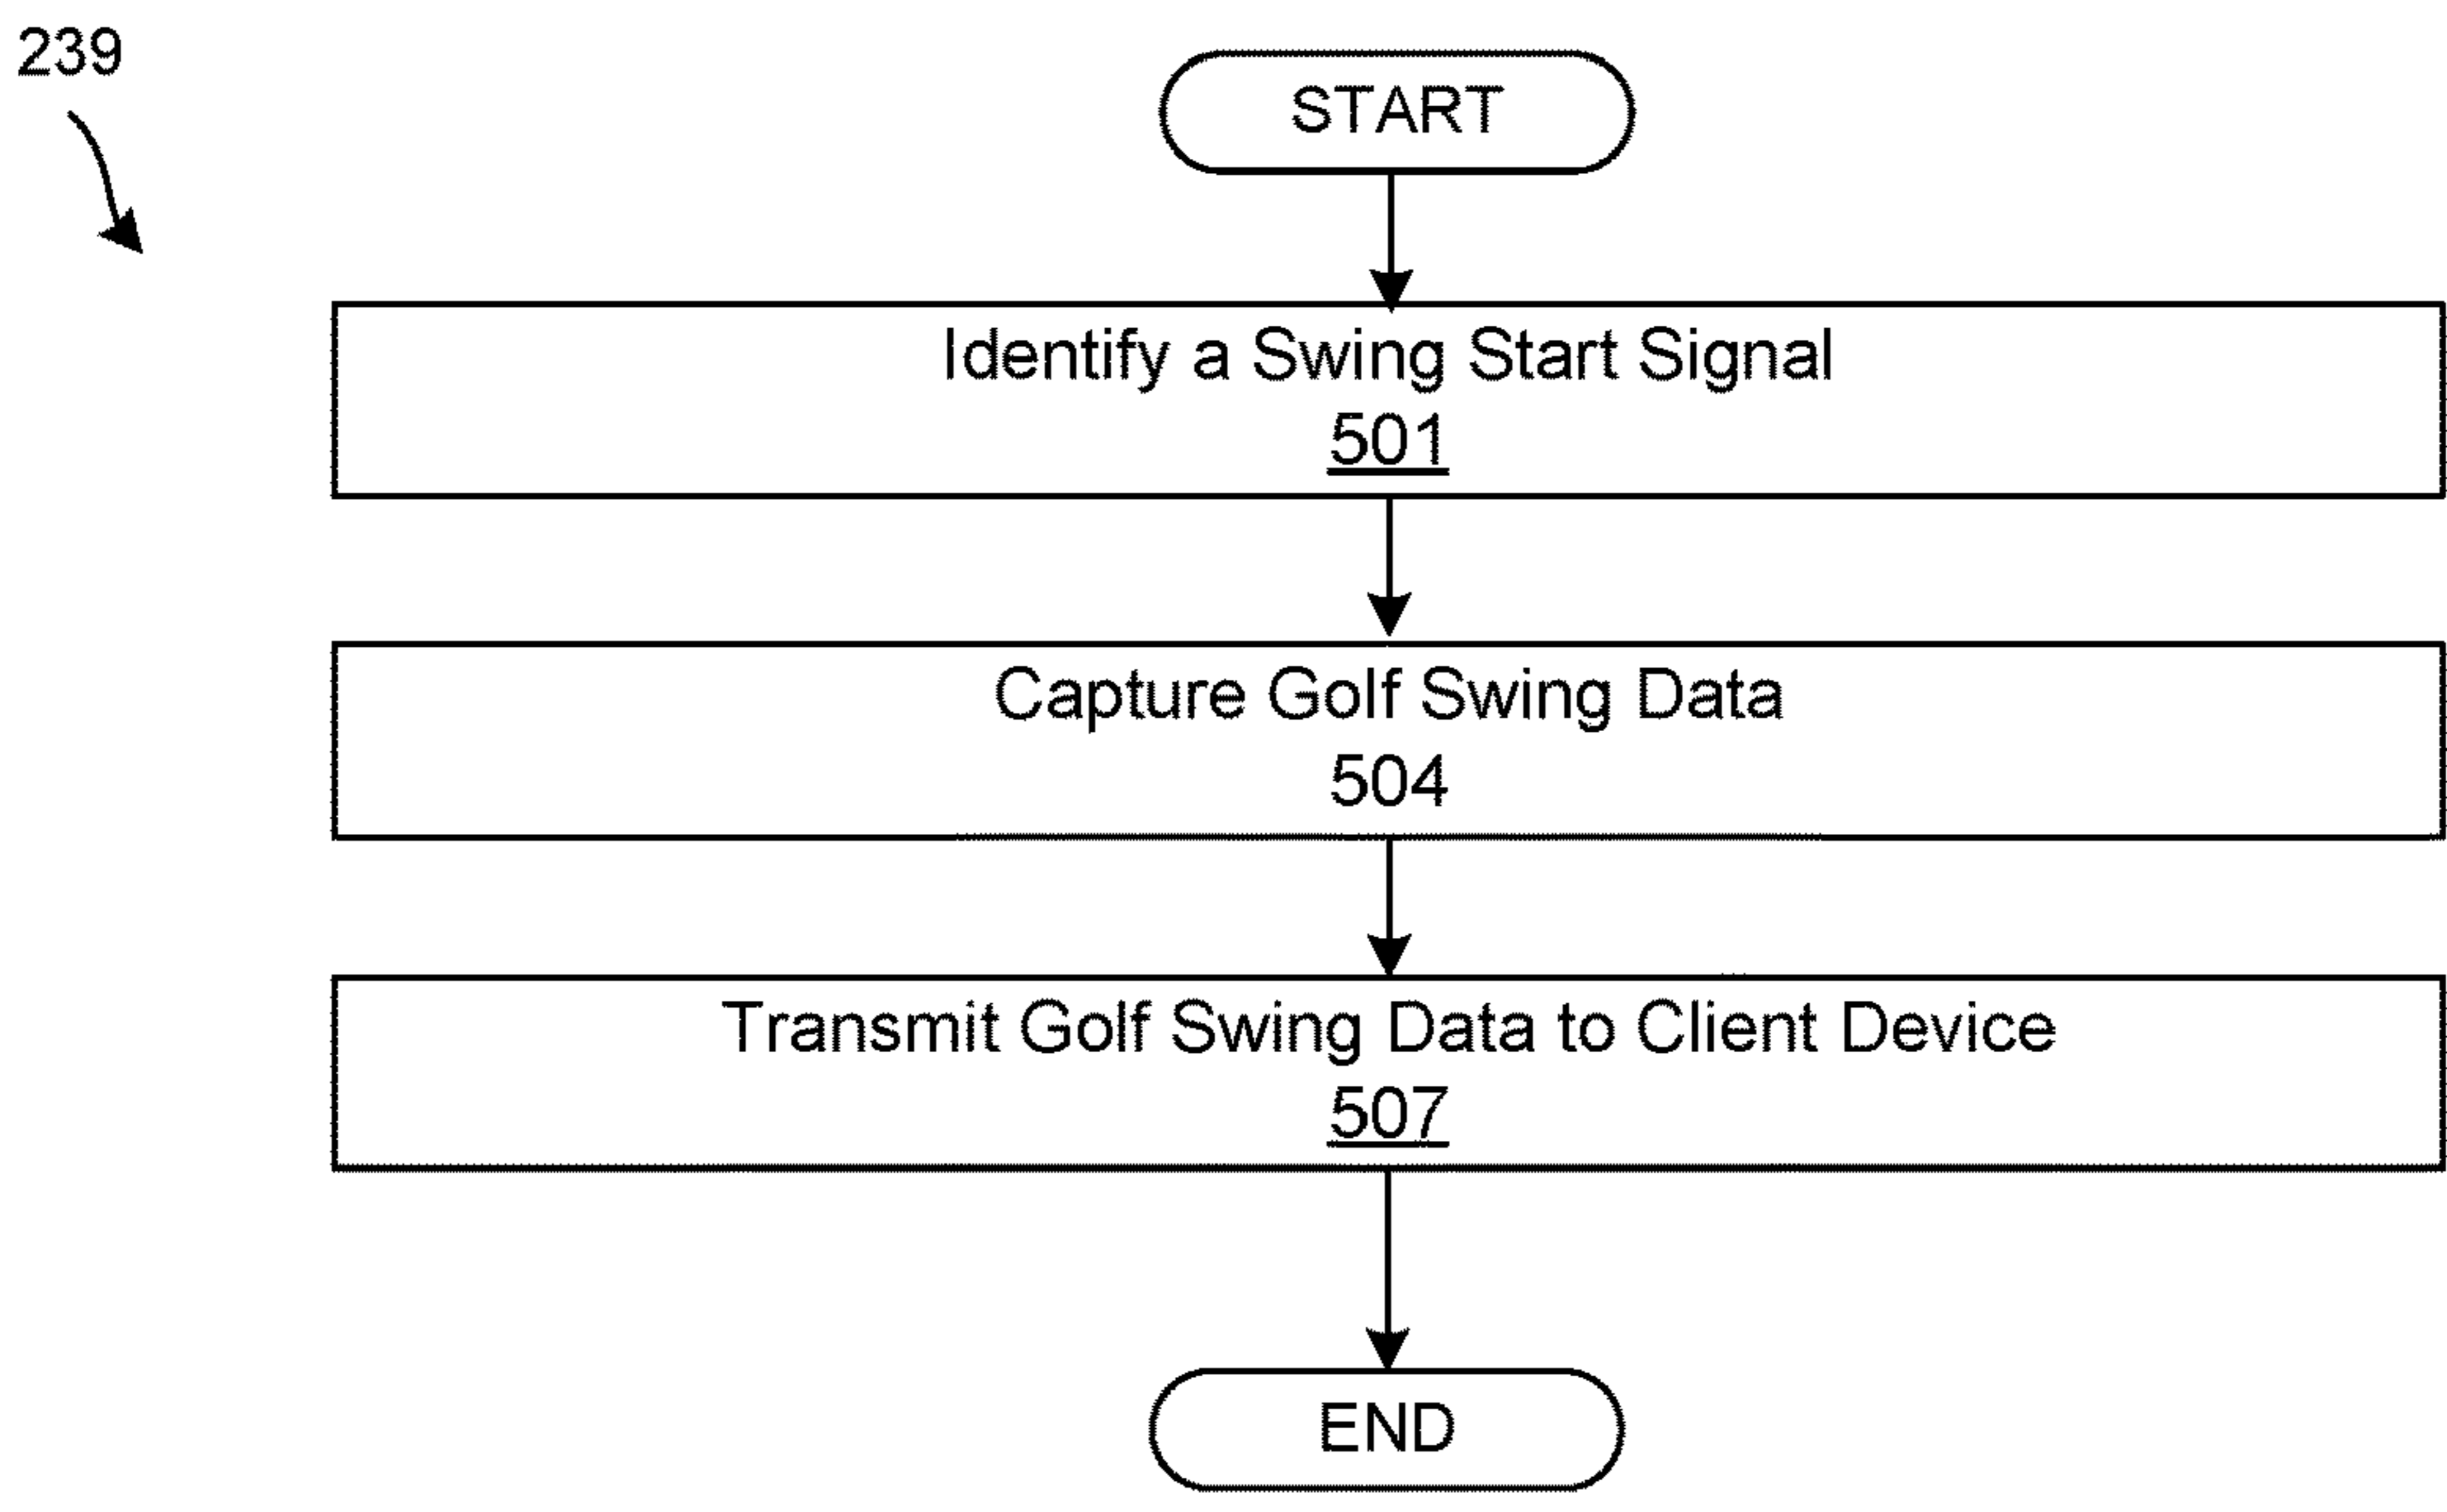 239
START
Identify a Swing Start Signal
501
Capture Golf Swing Data
504
Transmit Golf Swing Data to Client Device
507
END